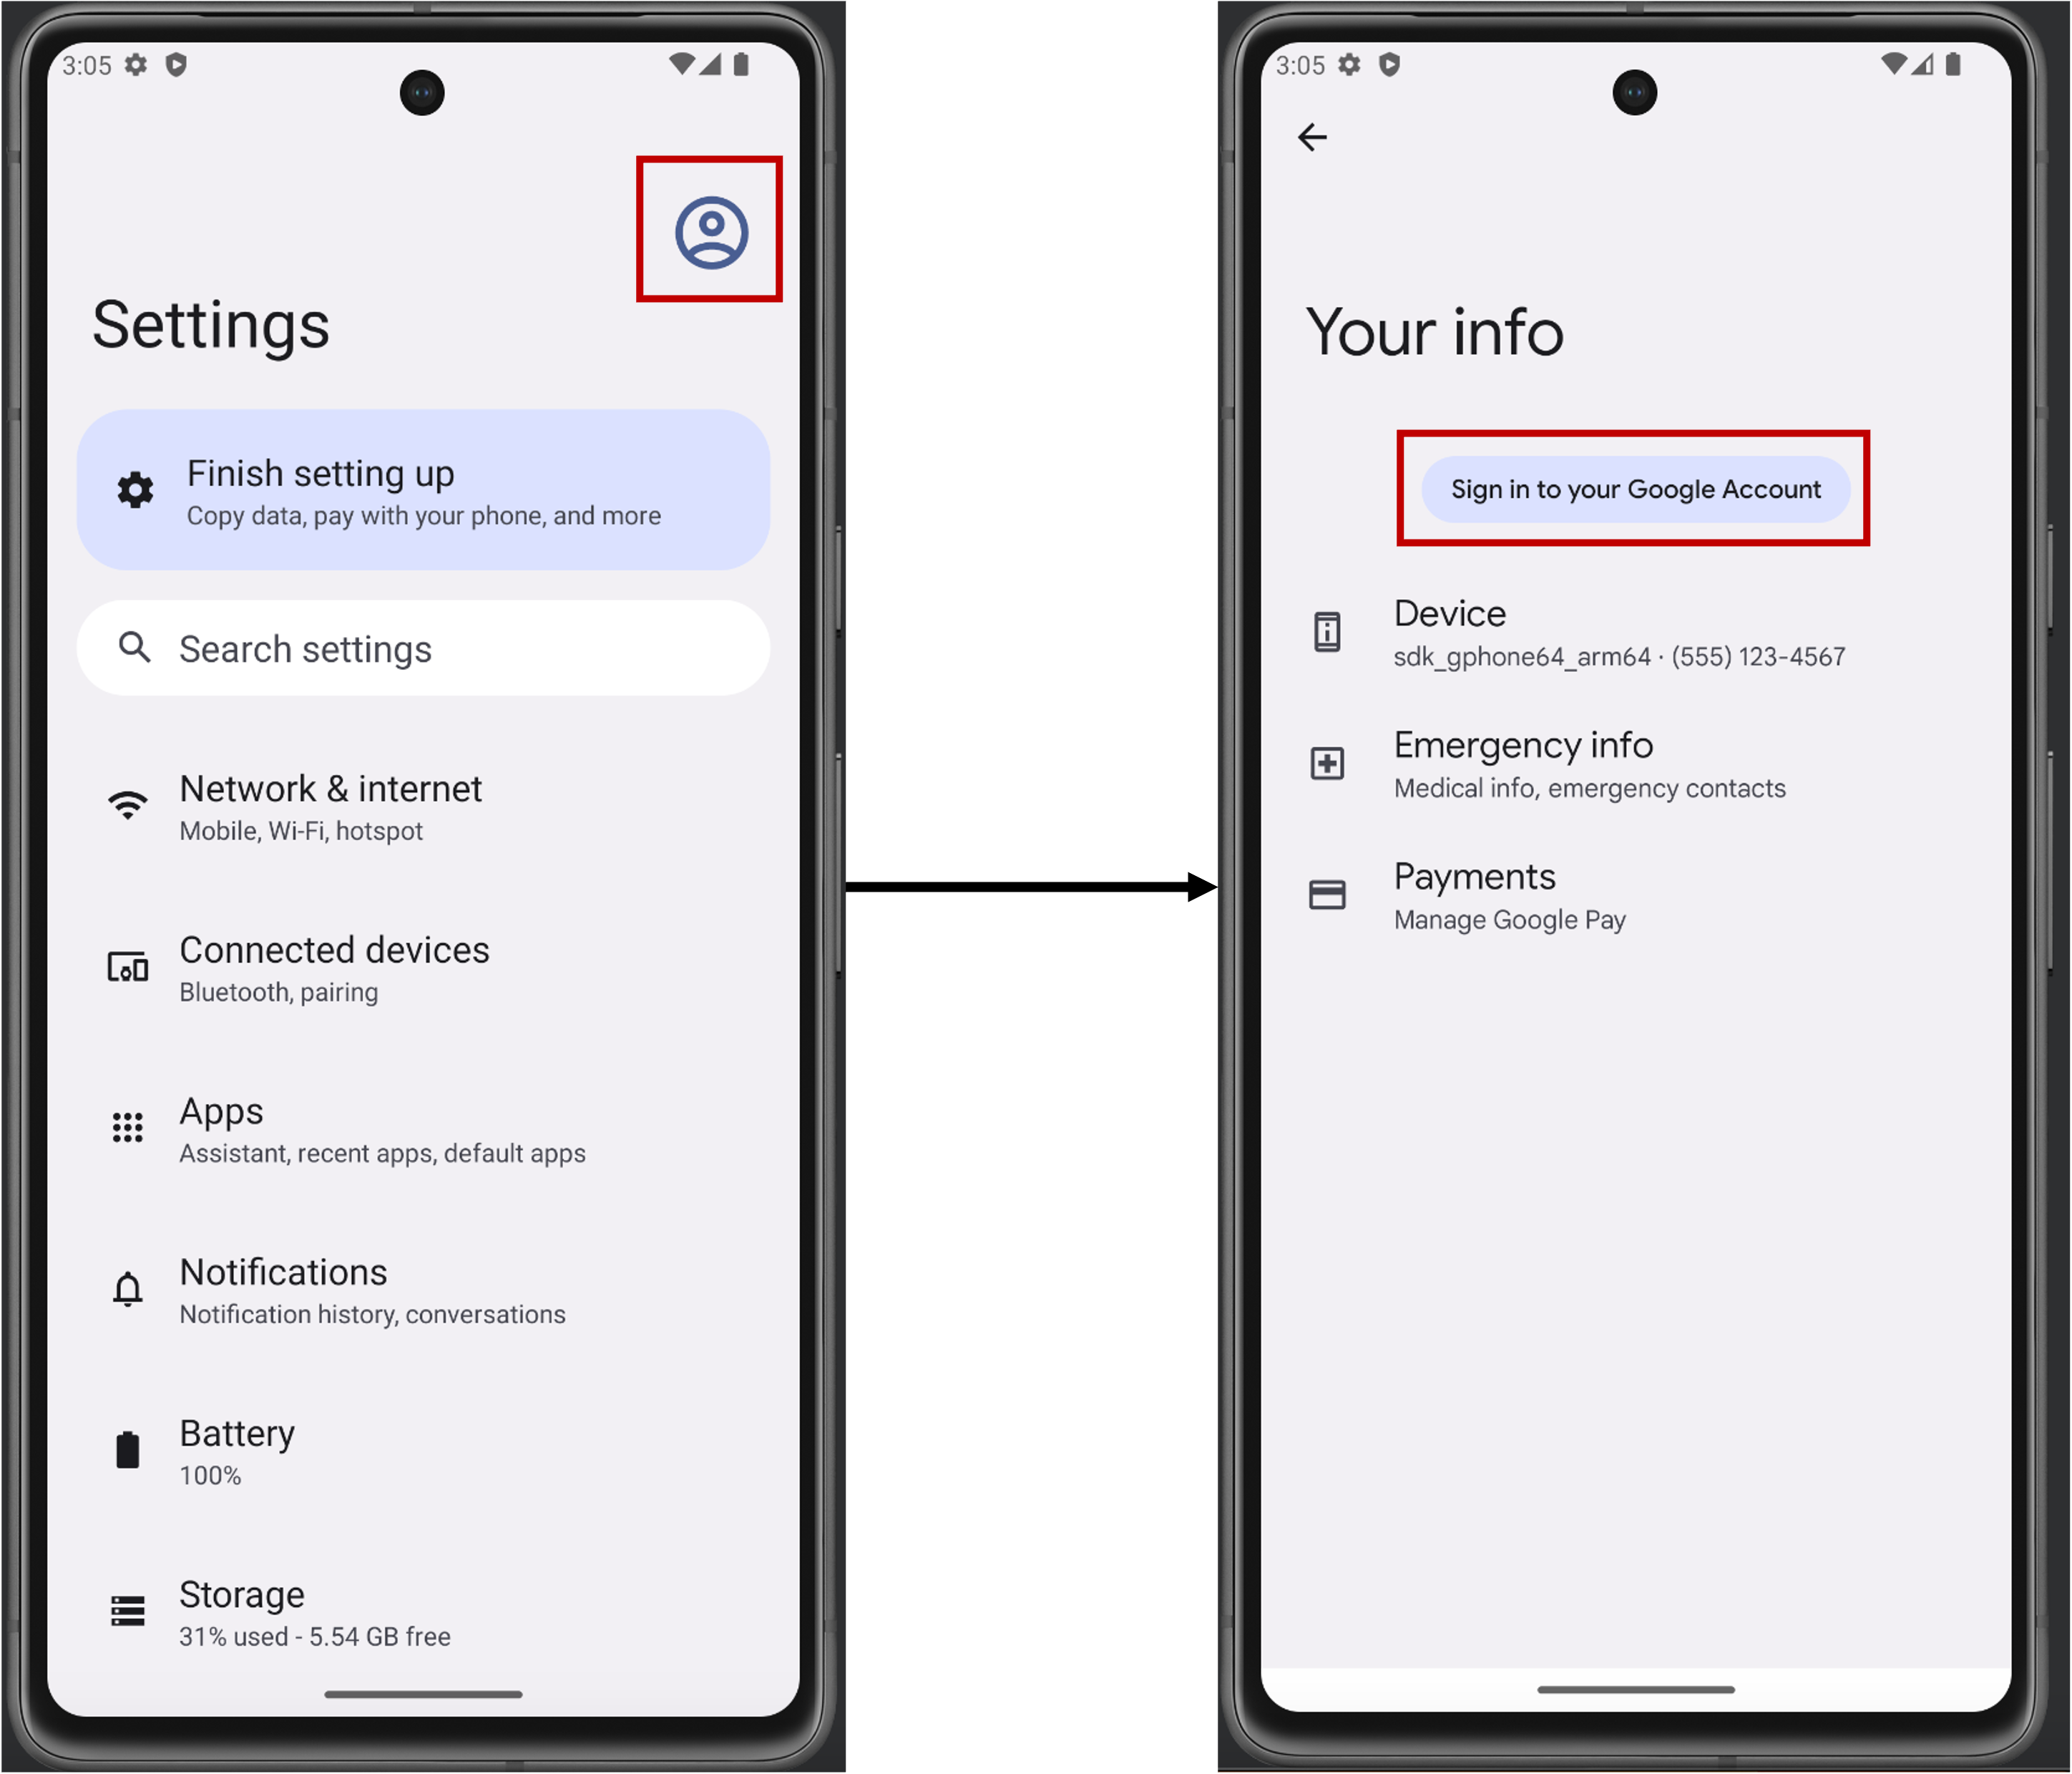 3:05
Settings
Finish setting up
Copy data, pay with your phone, and more
Search settings
Network & internet
Mobile, Wi-Fi, hotspot
Connected devices
Bluetooth, pairing
Apps
Assistant, recent apps, default apps
Notifications
Notification history, conversations
Battery
100%
Storage
31% used - 5.54 GB free
3:05
Your info
Sign in to your Google Account
Device
sdk_gphone64_arm64 · (555) 123-4567
Emergency info
Medical info, emergency contacts
Payments
Manage Google Pay